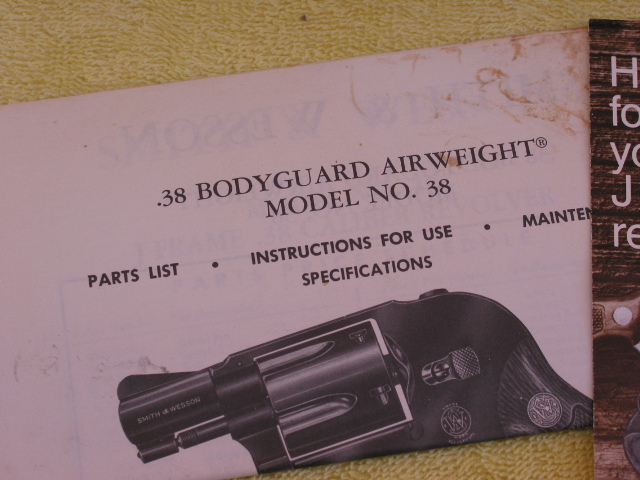 .38 BODYGUARD AIRWEIGHT®
MODEL NO. 38
PARTS LIST • INSTRUCTIONS FOR USE • MAINTEN
SPECIFICATIONS
SMITH & WESSON
H
fo
yo
J
re